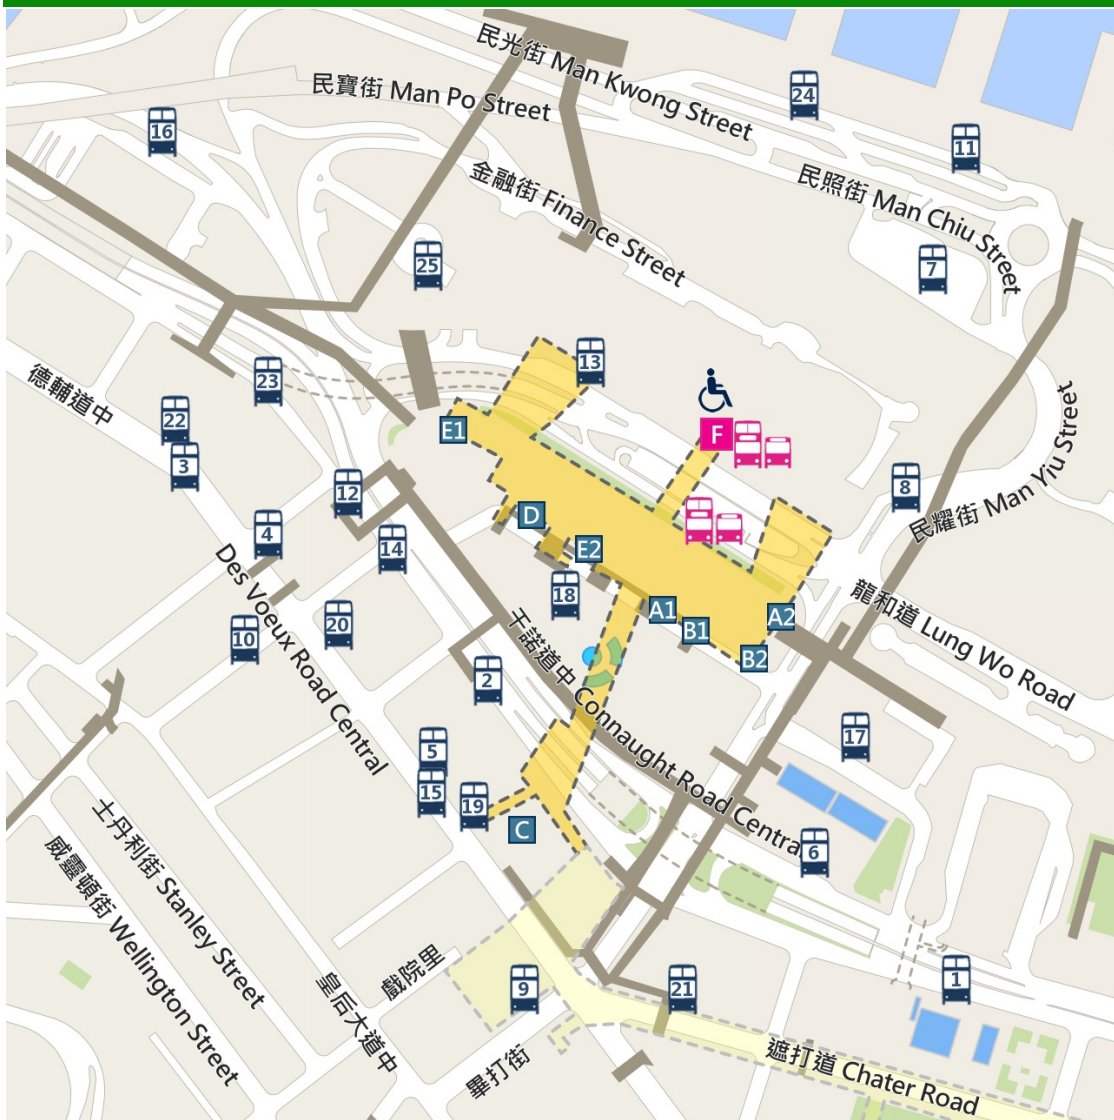 民光街 Man Kwong Street
24
民寶街 Man Po Street
16
11
民照街 Man Chiu Street
金融街 Finance Street
25
7
13
23
德輔道中
22
E1
F
民耀街 Man Yiu Street
3
12
8
D
4
14
E2
Des Voeux Road Central
18
A1
龍和道 Lung Wo Road
A2
10
20
B1
干諾道中 Connaught Road Central
B2
2
17
5
15
19
C
士丹利街 Stanley Street
6
威靈頓街 Wellington Street
戲院里
皇后大道中
9
21
1
畢打街
遮打道 Chater Road